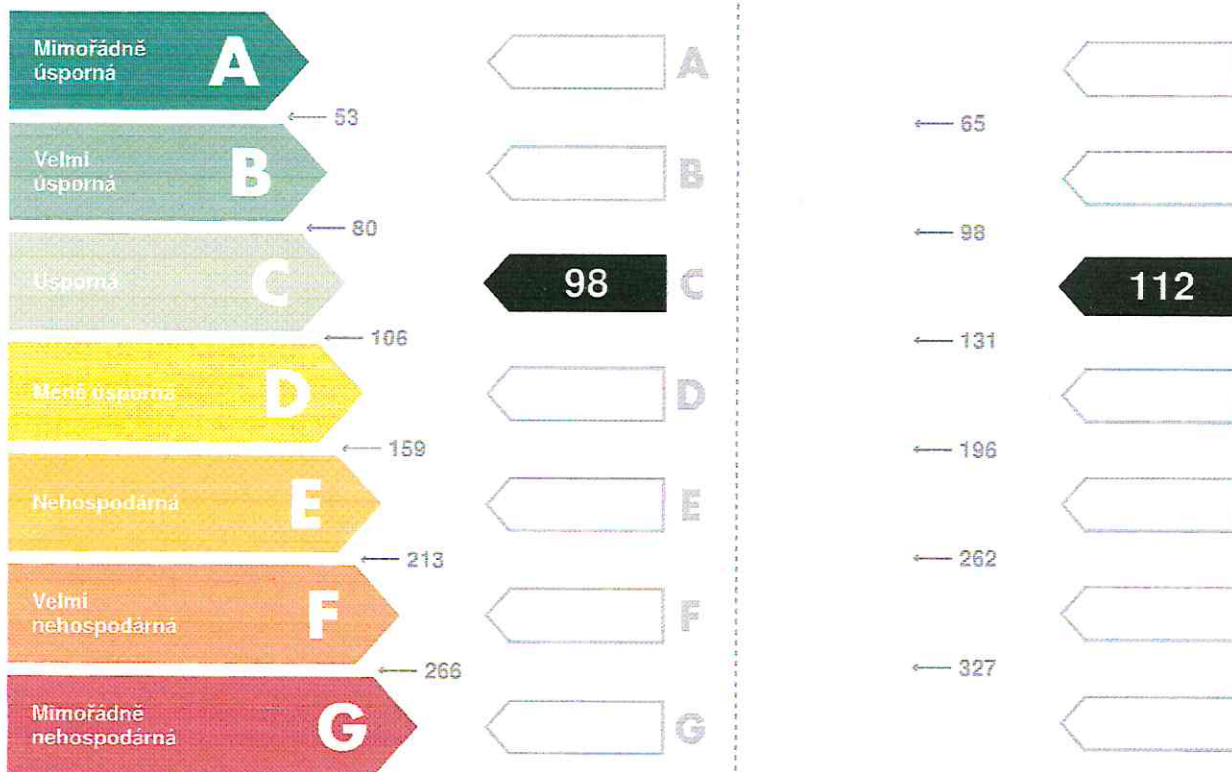 Mimořádně
úsporná
A
A
53
65
Velmi
úsporná
B
B
80
98
Úsporná
C
98
C
112
106
131
Méně úsporná
D
D
159
196
Nehospodárná
E
E
213
262
Velmi
nehospodárná
F
F
266
327
Mimořádně
nehospodárná
G
G